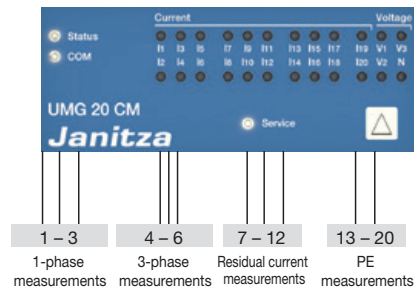 Current Voltage
Status I1 I3 I5 I7 I9 I11 I13 I15 I17 I19 V1 V3
COM I2 I4 I6 I8 I10 I12 I14 I16 I18 I20 V2 N
UMG 20 CM
Service
Janitza
1 – 3 4 – 6 7 – 12 13 – 20
1-phase 3-phase Residual current PE
measurements measurements measurements measurements